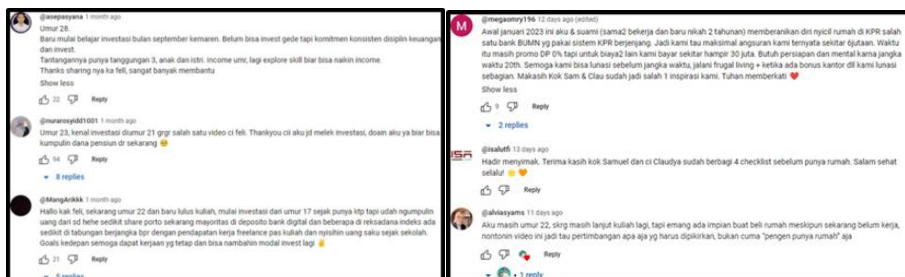 @asepasyana 1 month ago
Umur 28.
Baru mulai belajar investasi bulan september kemaren. Belum bisa invest gede tapi komitmen konsisten disiplin keuangan
dan invest.
Tantangannya punya tanggungan 3, anak dan istri. income umr, lagi explore skill biar bisa naikin income.
Thanks sharing nya ka feli, sangat banyak membantu
Show less
22 Reply
@nurarosyidd1001 1 month ago
Umur 23, kenal investasi diumur 21 grgr salah satu video ci feli. Thankyou cii aku jd melek investasi, doain aku ya biar bisa
kumpulin dana pensiun dr sekarang
94 Reply
8 replies
@MangArikkk 1 month ago
Hallo kak feli, sekarang umur 22 dan baru lulus kuliah, mulai investasi dari umur 17 sejak punya ktp tapi udah ngumpulin
uang dari sd hehe sedikit share porto sekarang mayoritas di deposito bank digital dan beberapa di reksadana indeks ada
sedikit di tabungan berjangka bpr dengan pendapatan kerja freelance pas kuliah dan nyisihin uang saku sejak sekolah.
Goals kedepan semoga dapat kerjaan yg tetap dan bisa nambahin modal invest lagi
21 Reply
replies
M
@megaomry196 12 days ago (edited)
Awal januari 2023 ini aku & suami (sama2 bekerja dan baru nikah 2 tahunan) memberanikan diri nyicil rumah di KPR salah
satu bank BUMN yg pakai sistem KPR berjenjang. Jadi kami tau maksimal angsuran kami ternyata sekitar 6jutaan. Waktu
itu masih promo DP 0% tapi untuk biaya2 lain kami bayar sekitar hampir 30 juta. Butuh persiapan dan mental karna jangka
waktu 20th. Semoga kami bisa lunasi sebelum jangka waktu, jalani frugal living + ketika ada bonus kantor dll kami lunasi
sebagian. Makasih Kok Sam & Clau sudah jadi salah 1 inspirasi kami. Tuhan memberkati
Show less
9 Reply
2 replies
ISA
@isalutfi 13 days ago
Hadir menyimak. Terima kasih kok Samuel dan ci Claudya sudah berbagi 4 checklist sebelum punya rumah. Salam sehat
selalu!
Reply
@alviasyams 11 days ago
Aku masih umur 22, skrg masih lanjut kuliah lagi, tapi emang ada impian buat beli rumah meskipun sekarang belum kerja,
nontonin video ini jadi tau pertimbangan apa aja yg harus dipikirkan, bukan cuma "pengen punya rumah" aja
Reply
1 reply